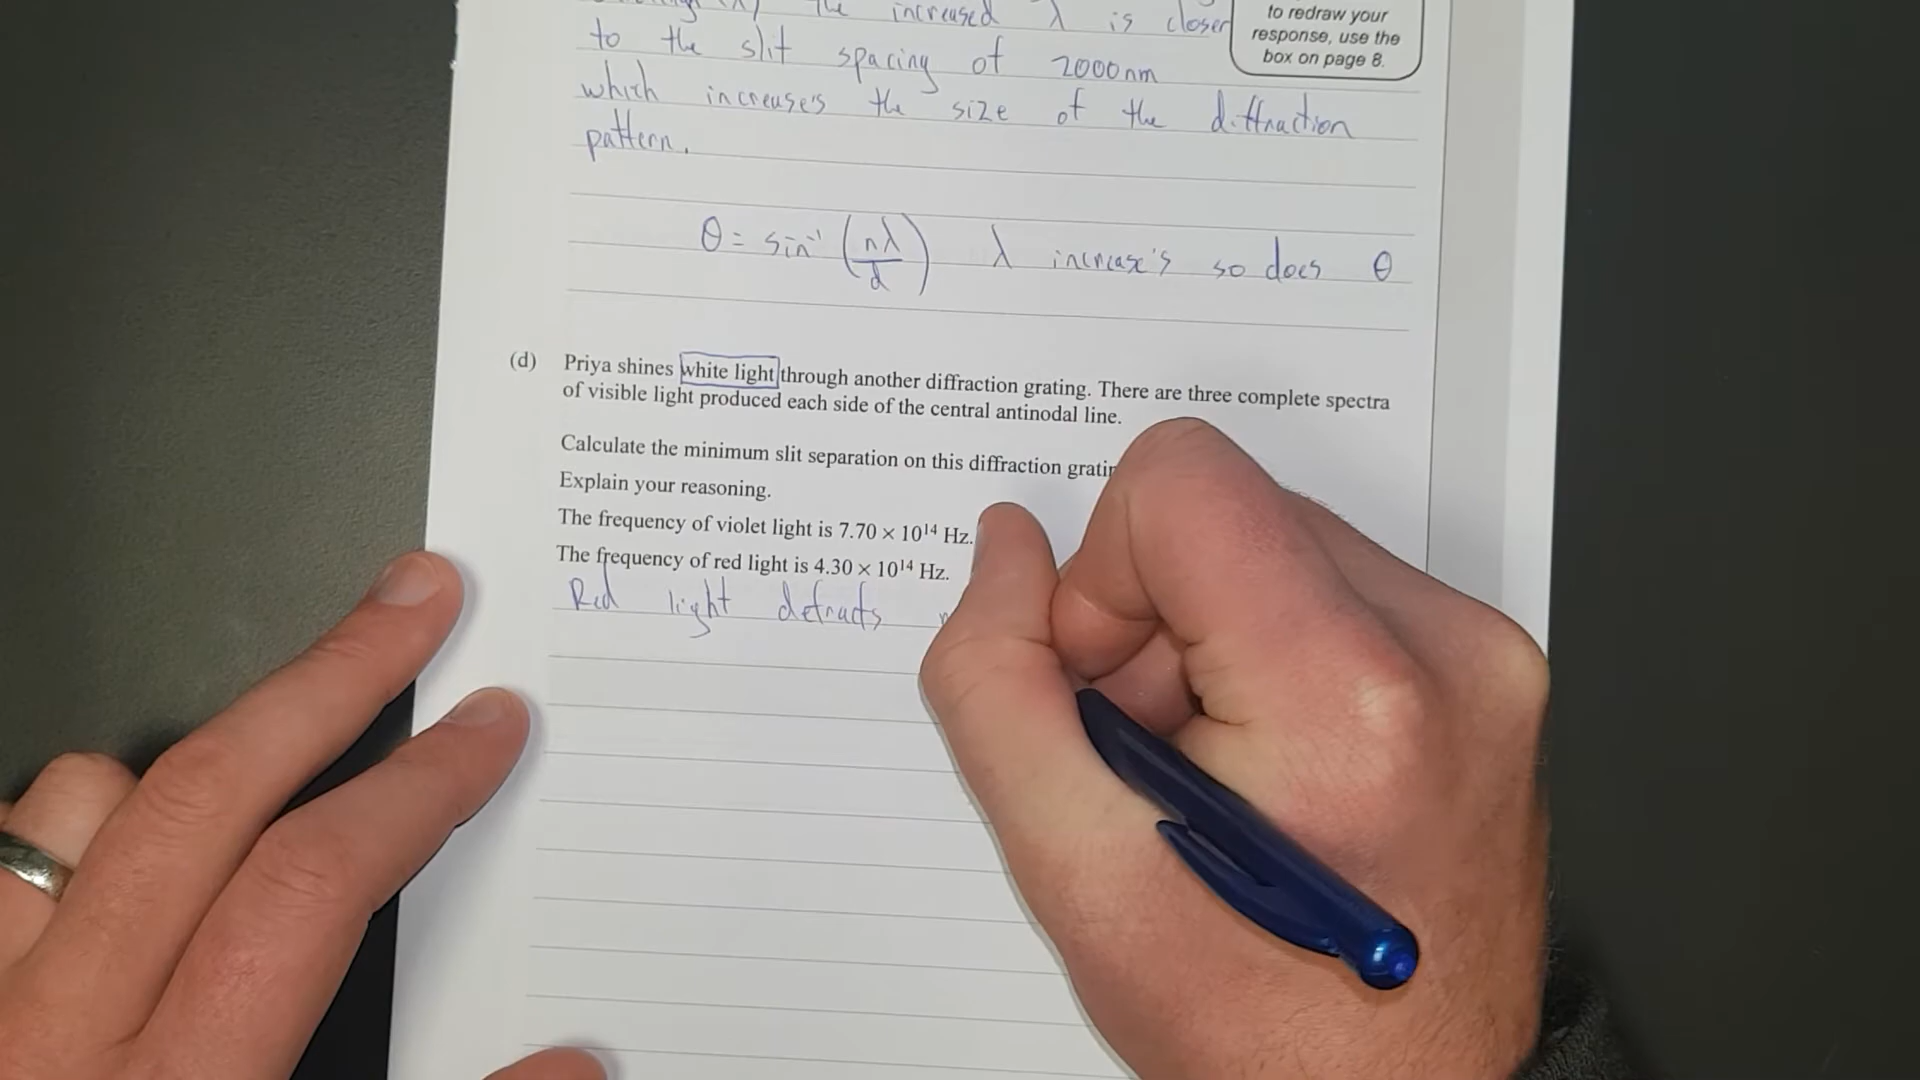 the increased λ is closer
to redraw your
response, use the
box on page 8.
to the slit spacing of 2000nm
which increase's the size of the diffraction
pattern.
θ = sin⁻¹ (nλ/d) λ increase's so does θ
(d) Priya shines white light through another diffraction grating. There are three complete spectra
of visible light produced each side of the central antinodal line.
Calculate the minimum slit separation on this diffraction
Explain your reasoning.
The frequency of violet light is 7.70 × 10¹⁴ Hz.
The frequency of red light is 4.30 × 10¹⁴ Hz.
Red light defracts